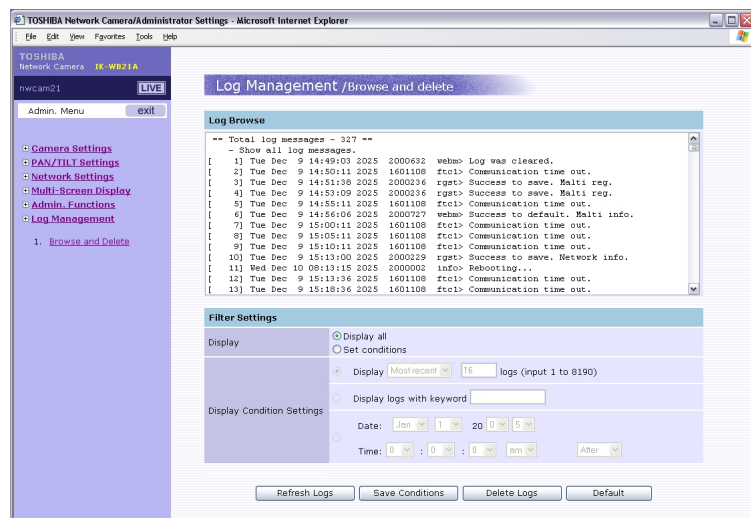 TOSHIBA Network Camera/Administrator Settings - Microsoft Internet Explorer
File Edit View Favorites Tools Help
TOSHIBA
Network Camera IK-WB21A
nwcam21 LIVE
Admin. Menu exit
Camera Settings
PAN/TILT Settings
Network Settings
Multi-Screen Display
Admin. Functions
Log Management
1. Browse and Delete
Log Management /Browse and delete
Log Browse
== Total log messages - 327 ==
- Show all log messages.
[ 1] Tue Dec 9 14:49:03 2025 2000632 webm> Log was cleared.
[ 2] Tue Dec 9 14:50:11 2025 1601108 ftc1> Communication time out.
[ 3] Tue Dec 9 14:51:38 2025 2000236 rgst> Success to save. Malti reg.
[ 4] Tue Dec 9 14:53:09 2025 2000236 rgst> Success to save. Malti reg.
[ 5] Tue Dec 9 14:55:11 2025 1601108 ftc1> Communication time out.
[ 6] Tue Dec 9 14:56:06 2025 2000727 webm> Success to default. Malti info.
[ 7] Tue Dec 9 15:00:11 2025 1601108 ftc1> Communication time out.
[ 8] Tue Dec 9 15:05:11 2025 1601108 ftc1> Communication time out.
[ 9] Tue Dec 9 15:10:11 2025 1601108 ftc1> Communication time out.
[ 10] Tue Dec 9 15:13:00 2025 2000229 rgst> Success to save. Network info.
[ 11] Wed Dec 10 08:13:15 2025 2000002 info> Rebooting...
[ 12] Tue Dec 9 15:13:36 2025 1601108 ftc1> Communication time out.
[ 13] Tue Dec 9 15:18:36 2025 1601108 ftc1> Communication time out.
Filter Settings
Display
Display all
Set conditions
Display Condition Settings
Display Most recent 16 logs (input 1 to 8190)
Display logs with keyword
Date: Jan 1 20 0 5
Time: 0 : 0 : 0 am After
Refresh Logs Save Conditions Delete Logs Default